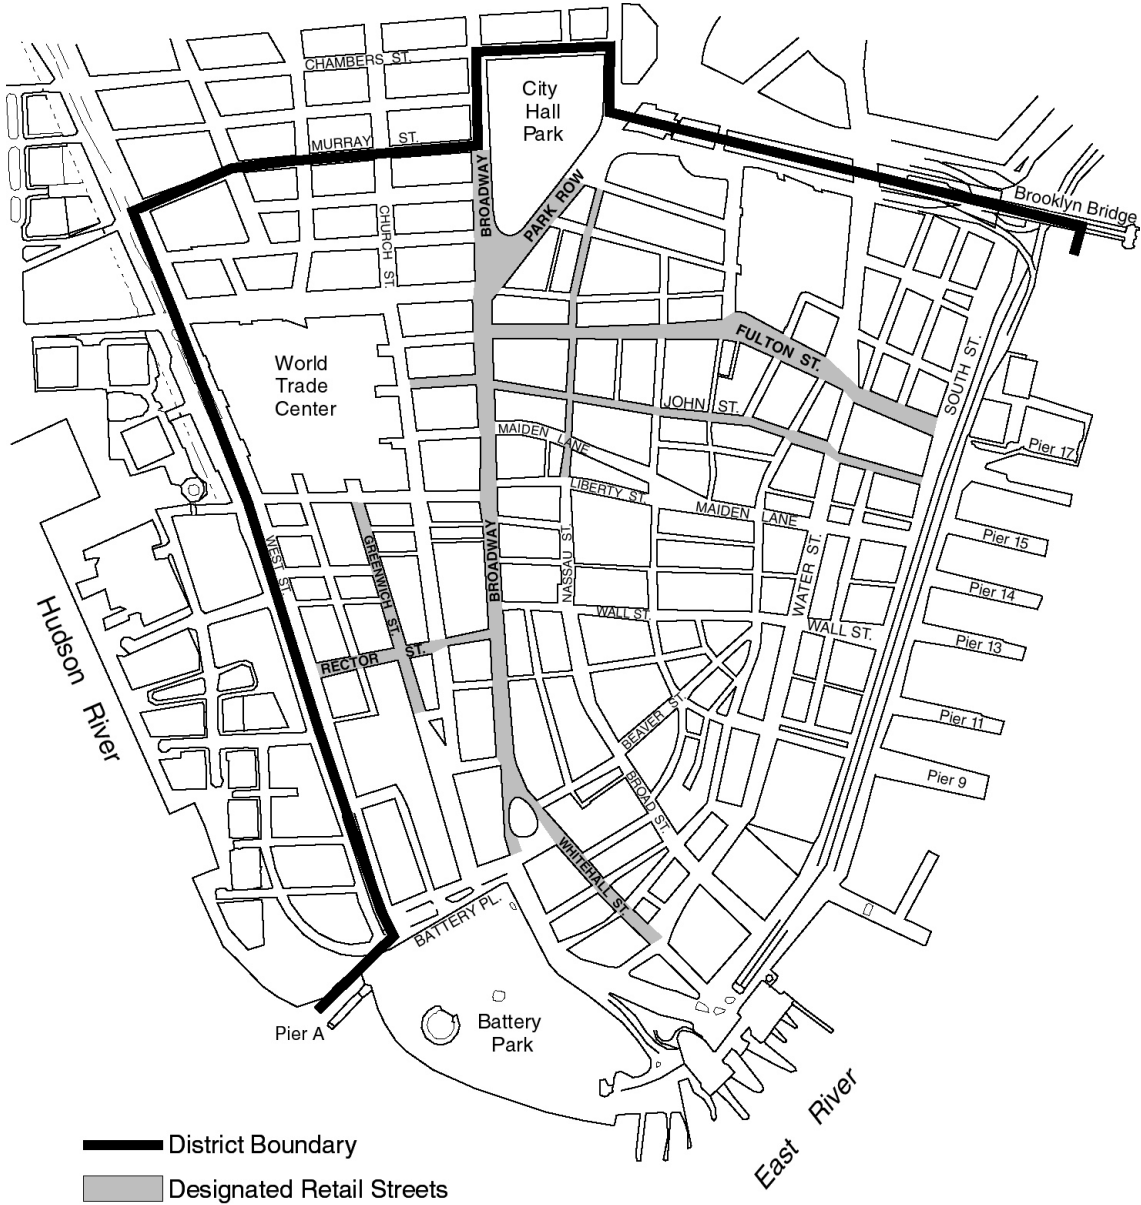 CHAMBERS ST.
City
Hall
Park
MURRAY ST.
BROADWAY
PARK ROW
Brooklyn Bridge
CHURCH ST.
World
Trade
Center
FULTON ST.
SOUTH ST.
JOHN ST.
MAIDEN LANE
Pier 17
LIBERTY ST.
MAIDEN LANE
WEST ST.
GREENWICH ST.
BROADWAY
NASSAU ST.
WATER ST.
Pier 15
Pier 14
WALL ST.
WALL ST.
Pier 13
Hudson River
RECTOR ST.
BEAVER ST.
Pier 11
BROAD ST.
Pier 9
WHITEHALL ST.
BATTERY PL.
Pier A
Battery
Park
East River
District Boundary
Designated Retail Streets